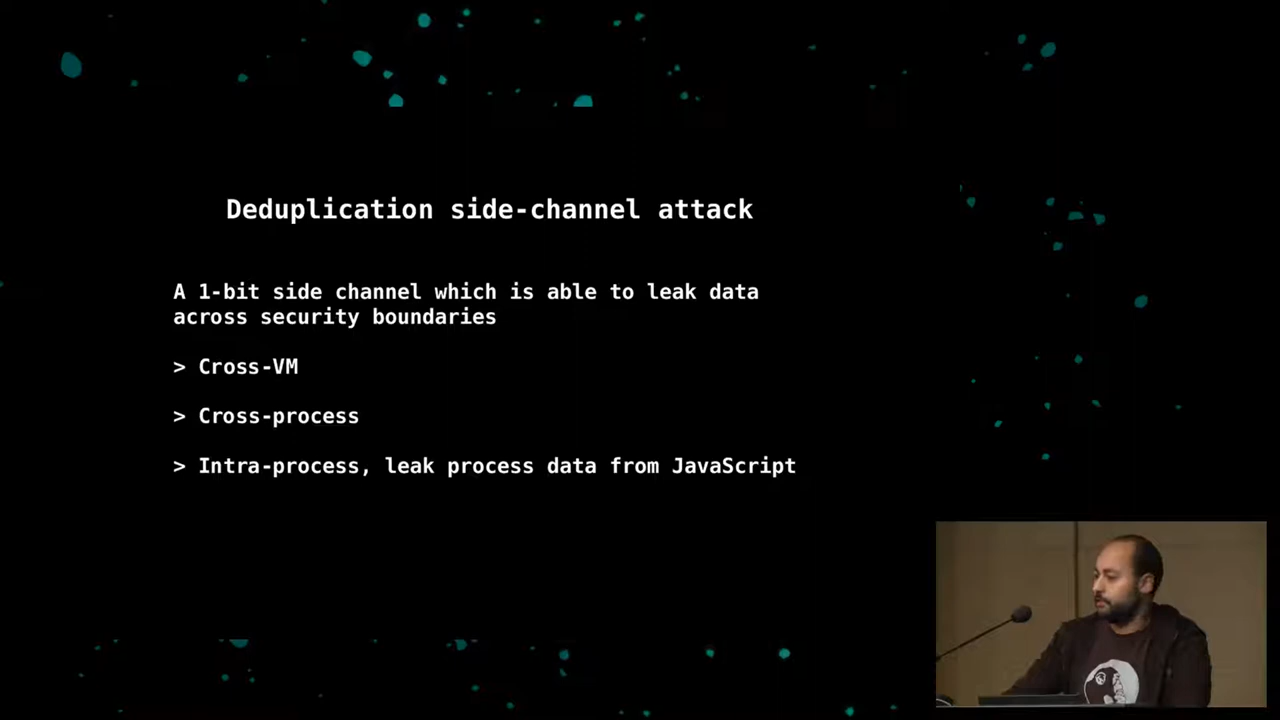 Deduplication side-channel attack
A 1-bit side channel which is able to leak data
across security boundaries
> Cross-VM
> Cross-process
> Intra-process, leak process data from JavaScript